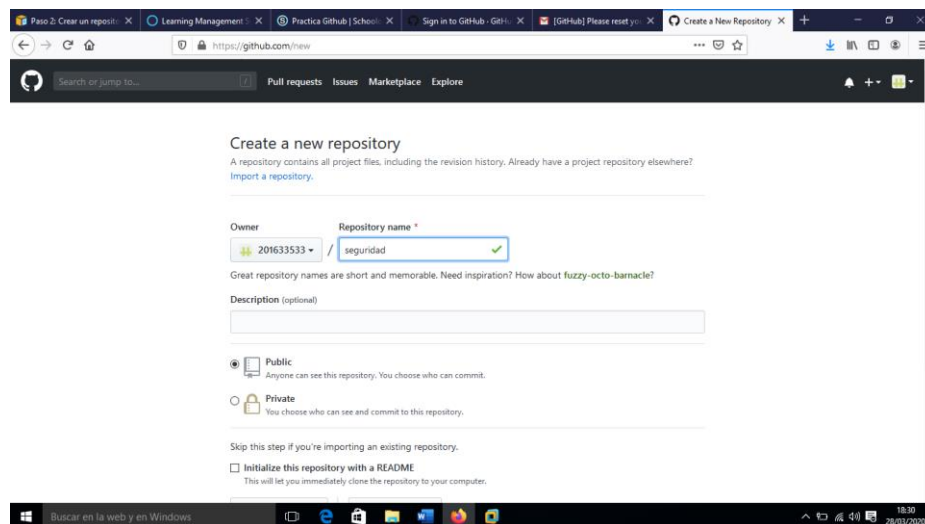 Paso 2: Crear un reposito
Learning Management S
Practica Github | School
Sign in to GitHub · GitHu
[GitHub] Please reset you
Create a New Repository
https://github.com/new
Search or jump to...
/
Pull requests Issues Marketplace Explore
Create a new repository
A repository contains all project files, including the revision history. Already have a project repository elsewhere?
Import a repository.
Owner
Repository name *
201633533 / seguridad
Great repository names are short and memorable. Need inspiration? How about fuzzy-octo-barnacle?
Description (optional)
Public
Anyone can see this repository. You choose who can commit.
Private
You choose who can see and commit to this repository.
Skip this step if you're importing an existing repository.
Initialize this repository with a README
This will let you immediately clone the repository to your computer.
Buscar en la web y en Windows
18:30
28/03/2020